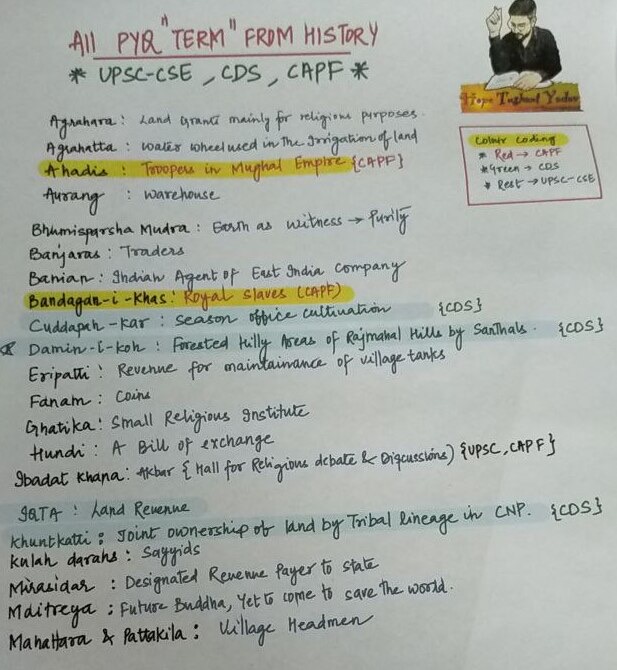 All PYQ "TERM" FROM HISTORY
* UPSC-CSE, CDS, CAPF *
Hope Tushant Yadav
Colour Coding
* Red → CAPF
* Green → CDS
* Rest → UPSC-CSE
Agrahara : Land Grants mainly for religious purposes.
Agrahatta : water wheel used in the Irrigation of land
Ahadis : Troopers in Mughal Empire {CAPF}
Aurang : warehouse
Bhumisparsha Mudra : Earth as witness → Purity
Banjaras : Traders
Banian : Indian Agent of East India Company
Bandagan-i-Khas : Royal slaves (CAPF)
Cuddapah-kar : season office cultivation {CDS}
* Damin-I-koh : Forested Hilly Areas of Rajmahal Hills by Santhals. {CDS}
Eripatti : Revenue for maintainance of village tanks
Fanam : Coins
Ghatika : Small Religious Institute
Hundi : A Bill of exchange
Ibadat Khana : Akbar { Hall for Religious debate & Discussions) {UPSC, CAPF}
IQTA : Land Revenue
Khuntkatti : Joint ownership of land by Tribal lineage in CNP. {CDS}
Kulah darahs : Sayyids
Mirasidar : Designated Revenue Payer to State
Maitreya : Future Buddha, Yet to come to save the world.
Mahattara & Pattakila : Village Headmen